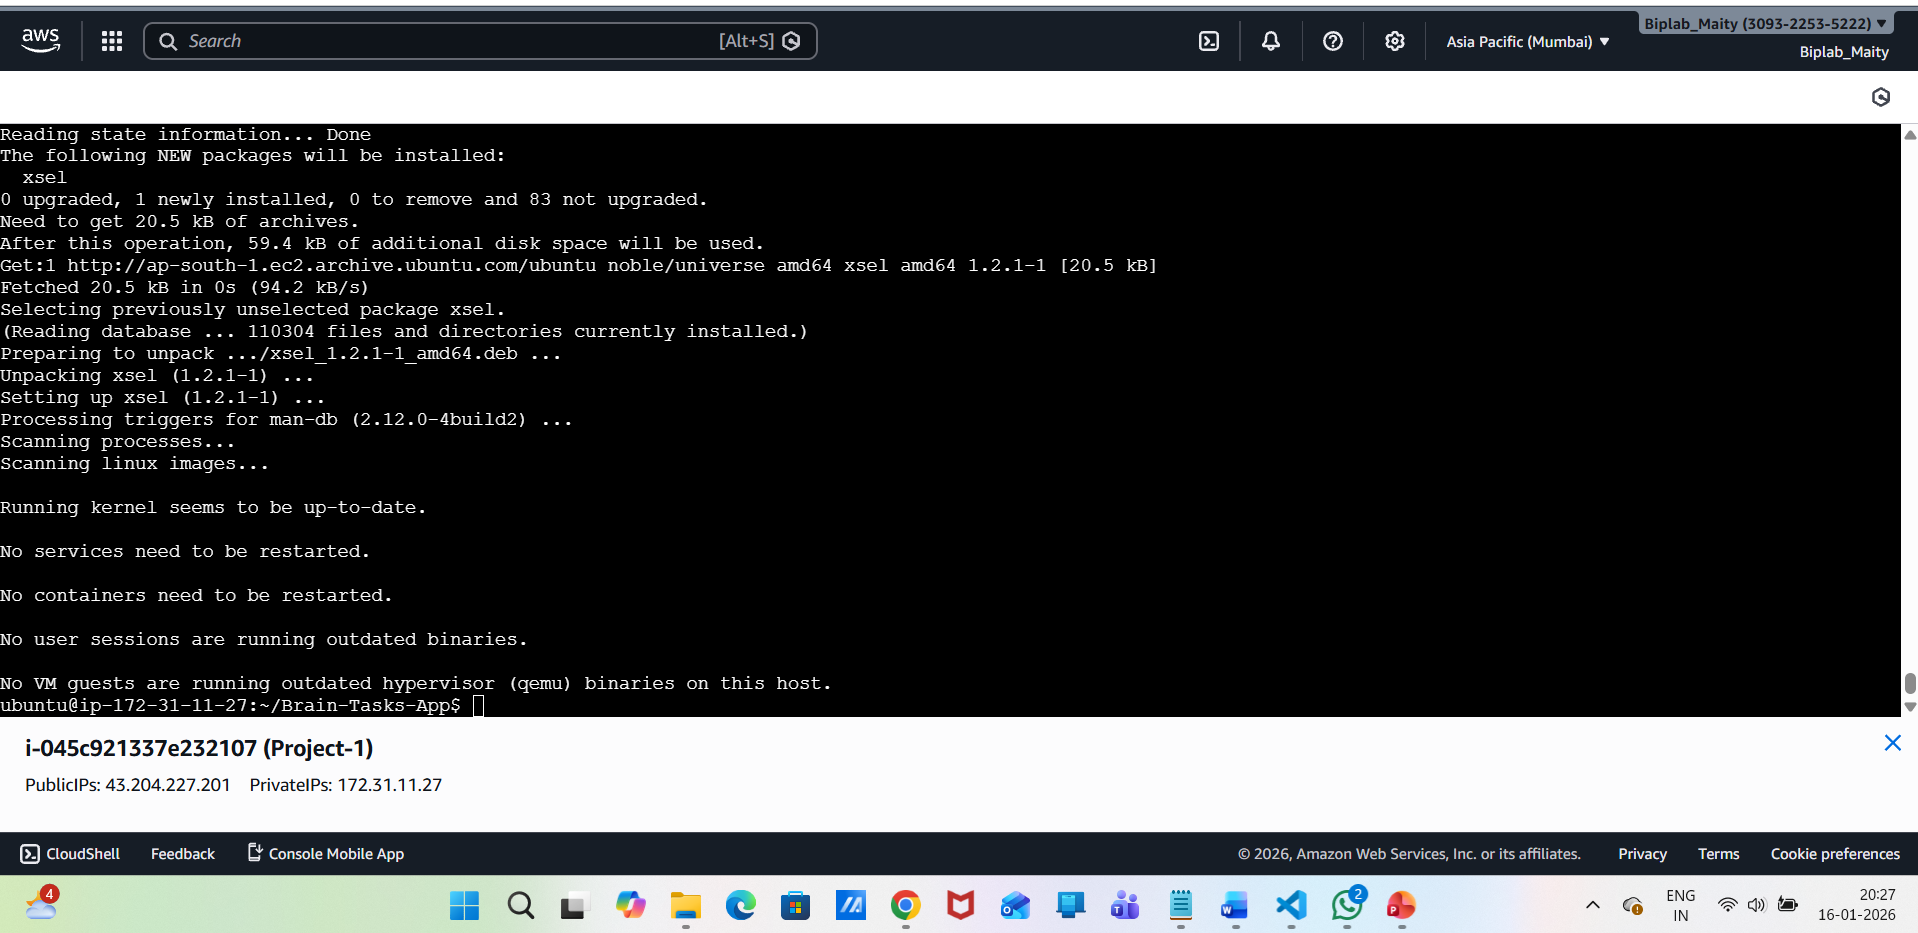 aws
Search
[Alt+S]
Asia Pacific (Mumbai)
Biplab_Maity (3093-2253-5222)
Biplab_Maity
Reading state information... Done
The following NEW packages will be installed:
  xsel
0 upgraded, 1 newly installed, 0 to remove and 83 not upgraded.
Need to get 20.5 kB of archives.
After this operation, 59.4 kB of additional disk space will be used.
Get:1 http://ap-south-1.ec2.archive.ubuntu.com/ubuntu noble/universe amd64 xsel amd64 1.2.1-1 [20.5 kB]
Fetched 20.5 kB in 0s (94.2 kB/s)
Selecting previously unselected package xsel.
(Reading database ... 110304 files and directories currently installed.)
Preparing to unpack .../xsel_1.2.1-1_amd64.deb ...
Unpacking xsel (1.2.1-1) ...
Setting up xsel (1.2.1-1) ...
Processing triggers for man-db (2.12.0-4build2) ...
Scanning processes...
Scanning linux images...
Running kernel seems to be up-to-date.
No services need to be restarted.
No containers need to be restarted.
No user sessions are running outdated binaries.
No VM guests are running outdated hypervisor (qemu) binaries on this host.
ubuntu@ip-172-31-11-27:~/Brain-Tasks-App$
i-045c921337e232107 (Project-1)
PublicIPs: 43.204.227.201 PrivateIPs: 172.31.11.27
CloudShell Feedback Console Mobile App © 2026, Amazon Web Services, Inc. or its affiliates. Privacy Terms Cookie preferences
4
2
ENG
IN
20:27
16-01-2026